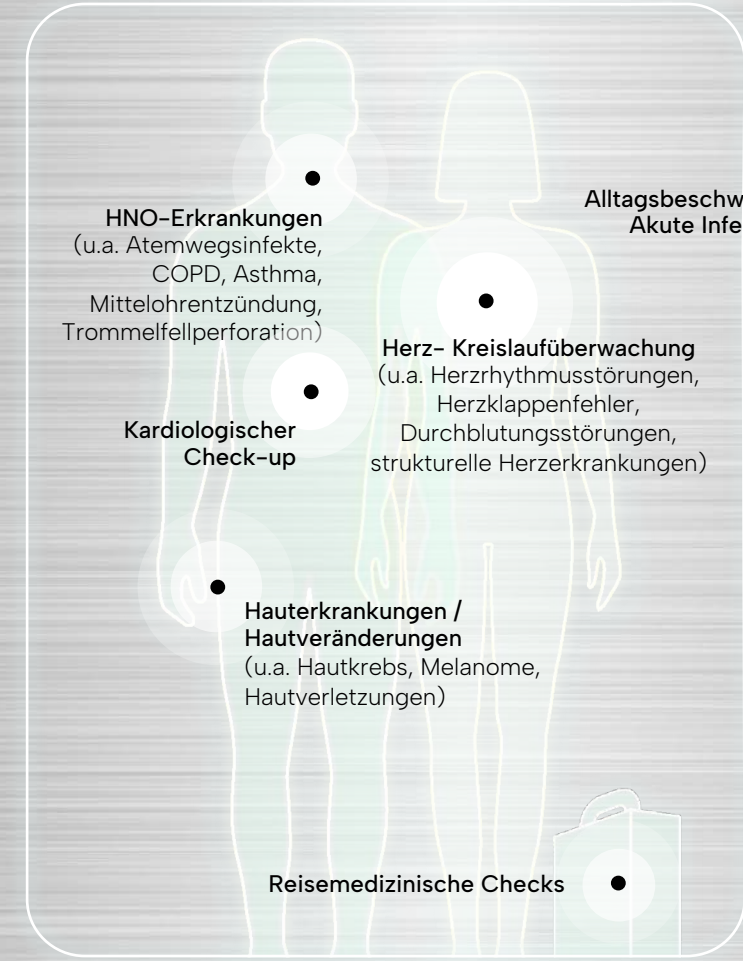 HNO-Erkrankungen
(u.a. Atemwegsinfekte,
COPD, Asthma,
Mittelohrentzündung,
Trommelfellperforation)
Alltagsbeschw
Akute Infe
Herz- Kreislaufüberwachung
(u.a. Herzrhythmusstörungen,
Herzklappenfehler,
Durchblutungsstörungen,
strukturelle Herzerkrankungen)
Kardiologischer
Check-up
Hauterkrankungen /
Hautveränderungen
(u.a. Hautkrebs, Melanome,
Hautverletzungen)
Reisemedizinische Checks